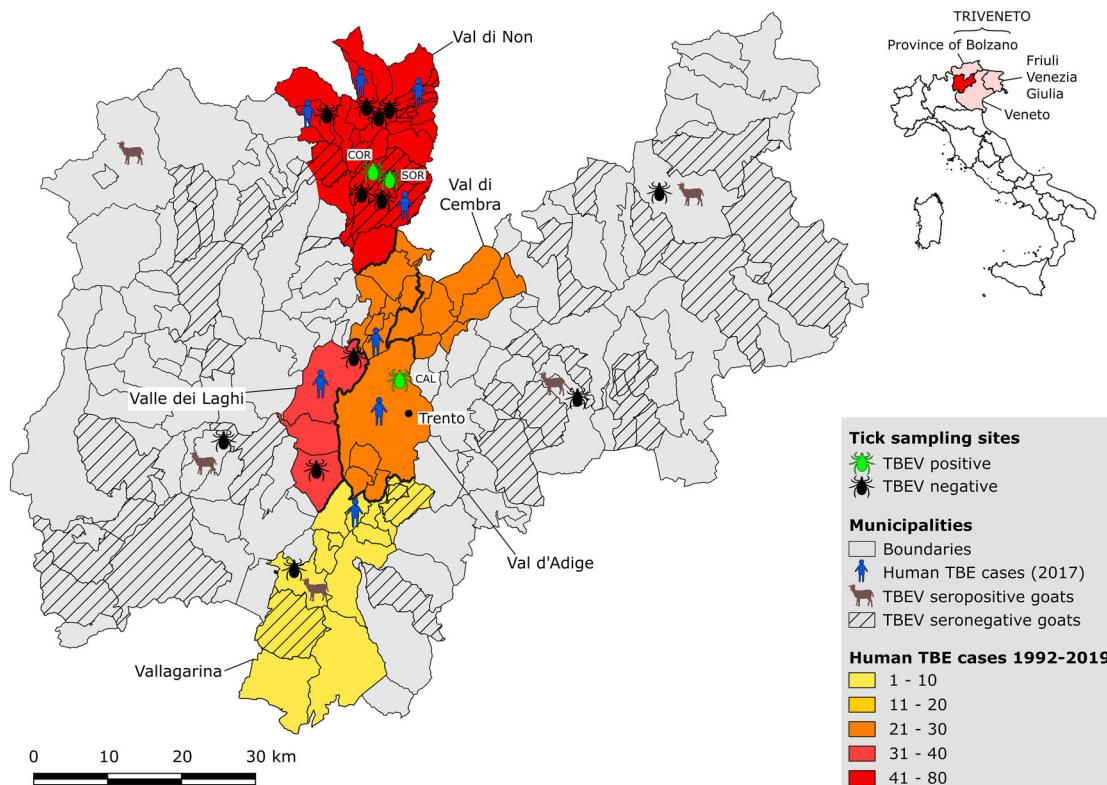 TRIVENETO
Province of Bolzano
Friuli
Venezia
Giulia
Veneto
Val di Non
COR
SOR
Val di
Cembra
CAL
Valle dei Laghi
Trento
Val d'Adige
Vallagarina
0 10 20 30 km
Tick sampling sites
TBEV positive
TBEV negative
Municipalities
Boundaries
Human TBE cases (2017)
TBEV seropositive goats
TBEV seronegative goats
Human TBE cases 1992-2019
1 - 10
11 - 20
21 - 30
31 - 40
41 - 80